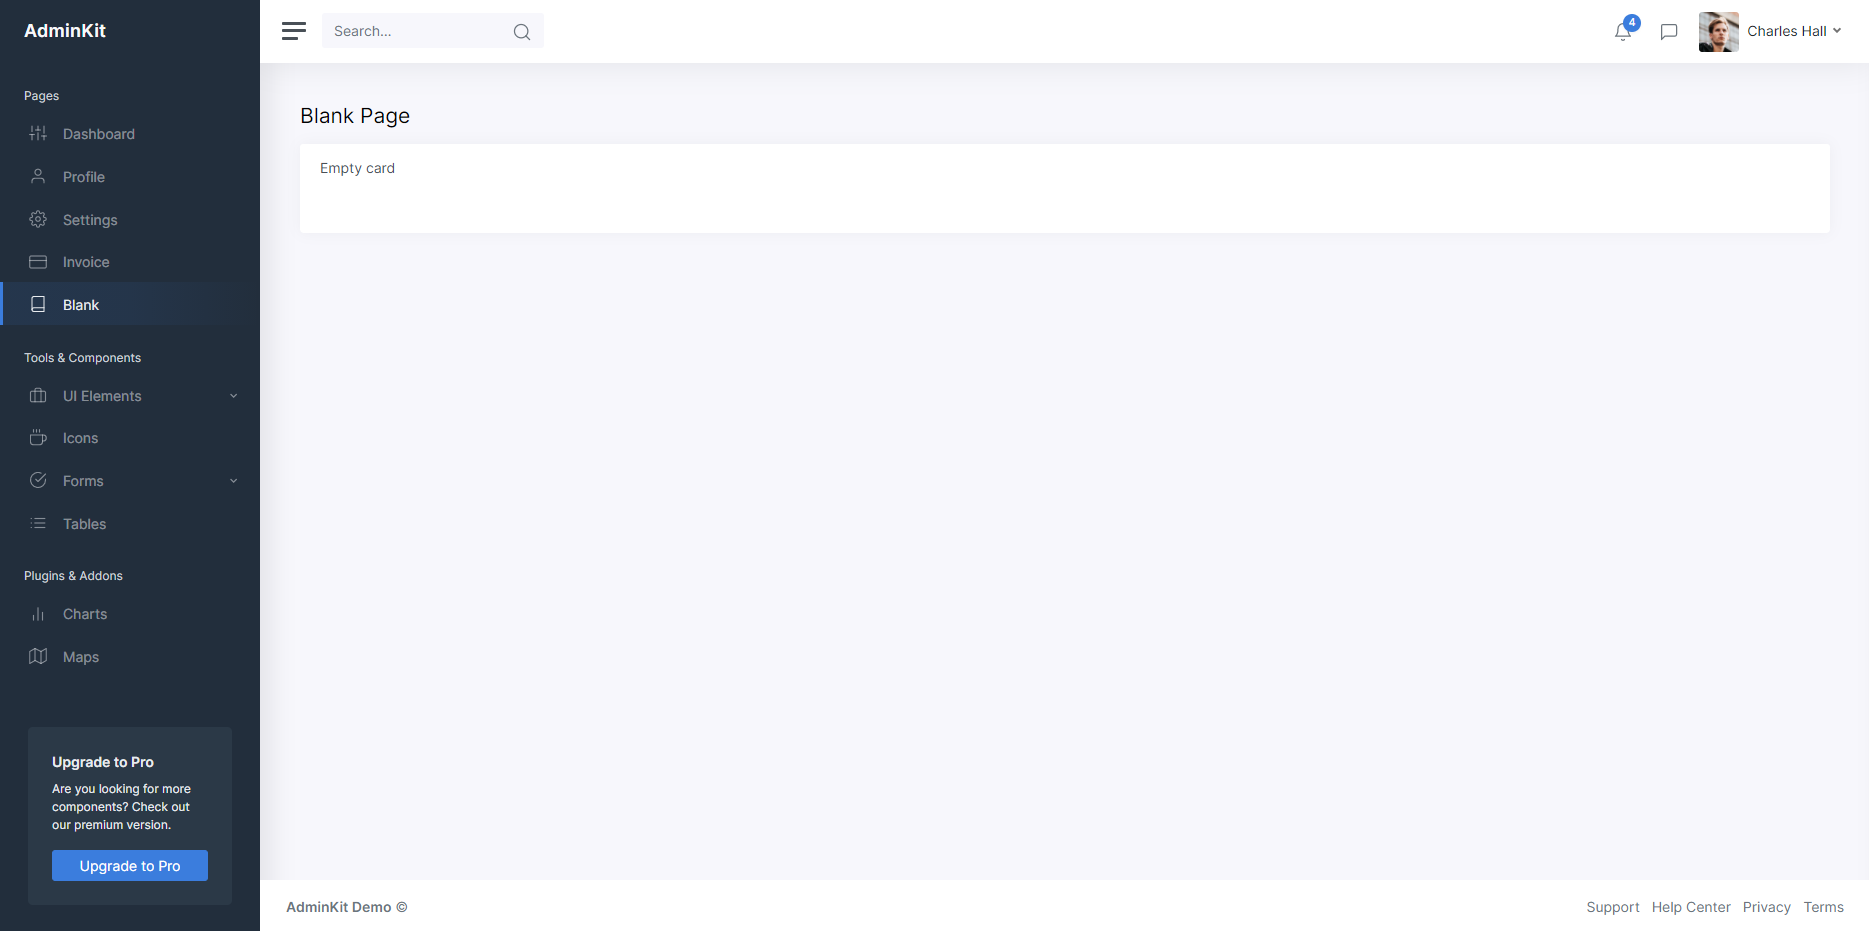 AdminKit
Search...
4
Charles Hall
Pages
Dashboard
Profile
Settings
Invoice
Blank
Tools & Components
UI Elements
Icons
Forms
Tables
Plugins & Addons
Charts
Maps
Upgrade to Pro
Are you looking for more
components? Check out
our premium version.
Upgrade to Pro
Blank Page
Empty card
AdminKit Demo ©
Support Help Center Privacy Terms